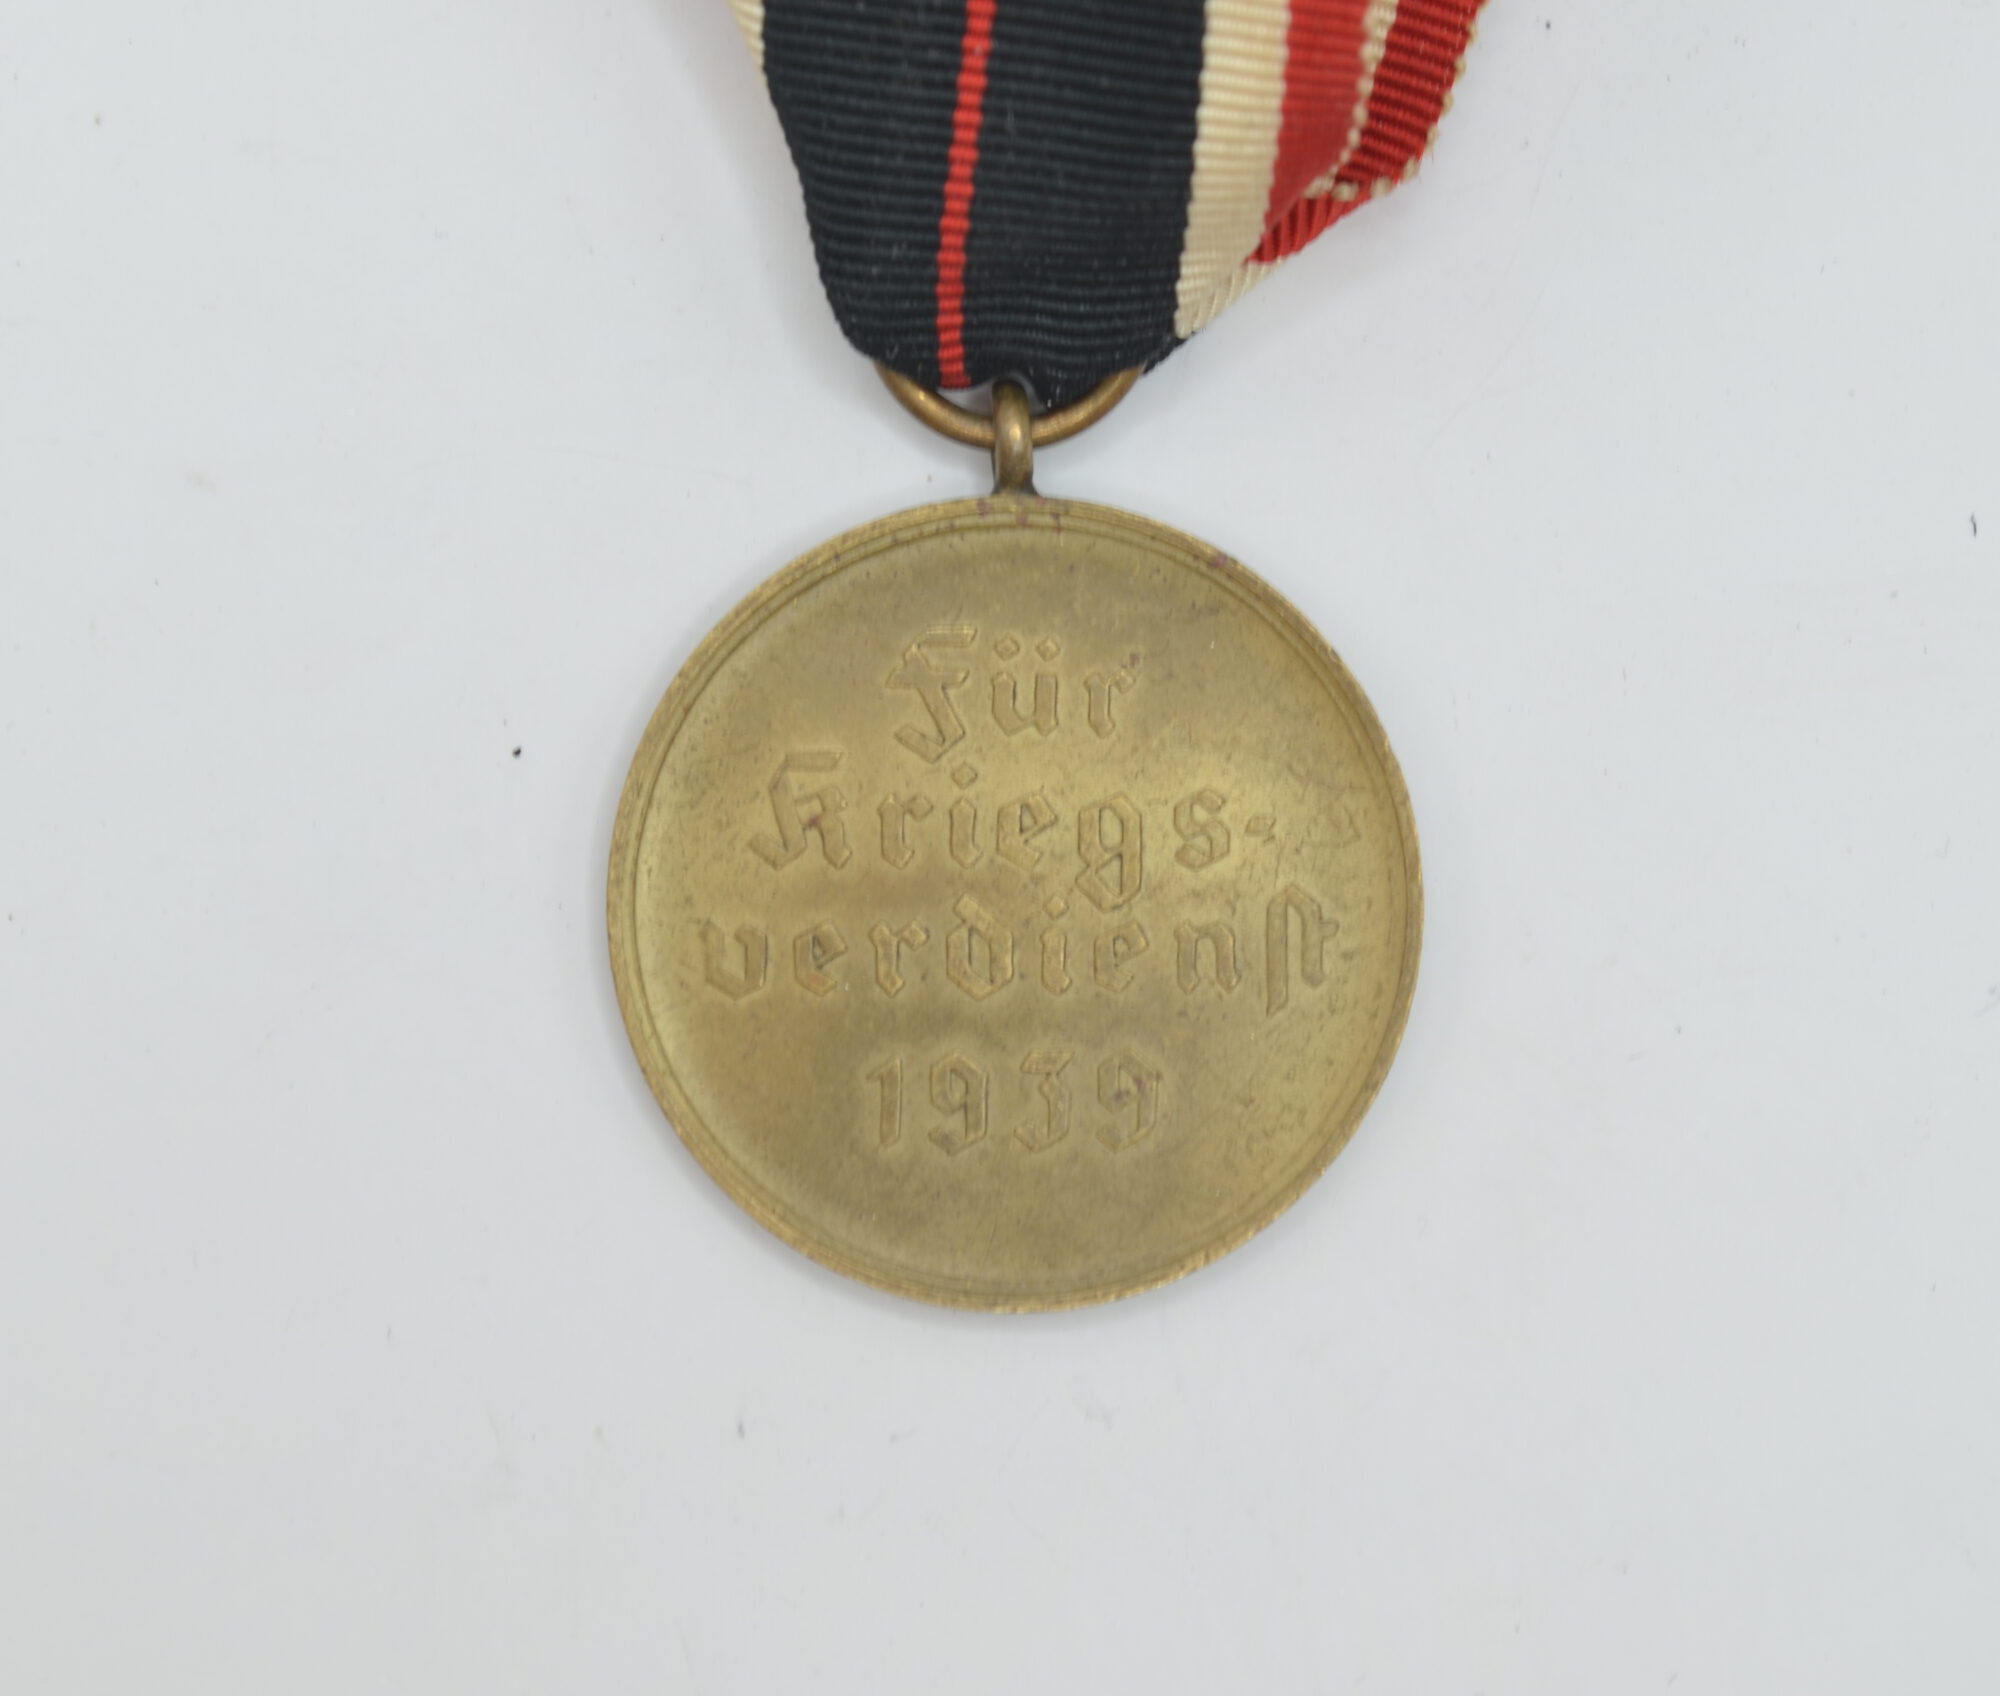 Für
Kriegs-
verdienst
1939